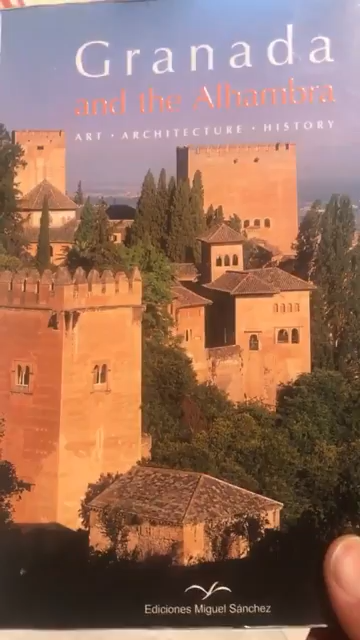 Granada
and the Alhambra
ART · ARCHITECTURE · HISTORY
Ediciones Miguel Sánchez